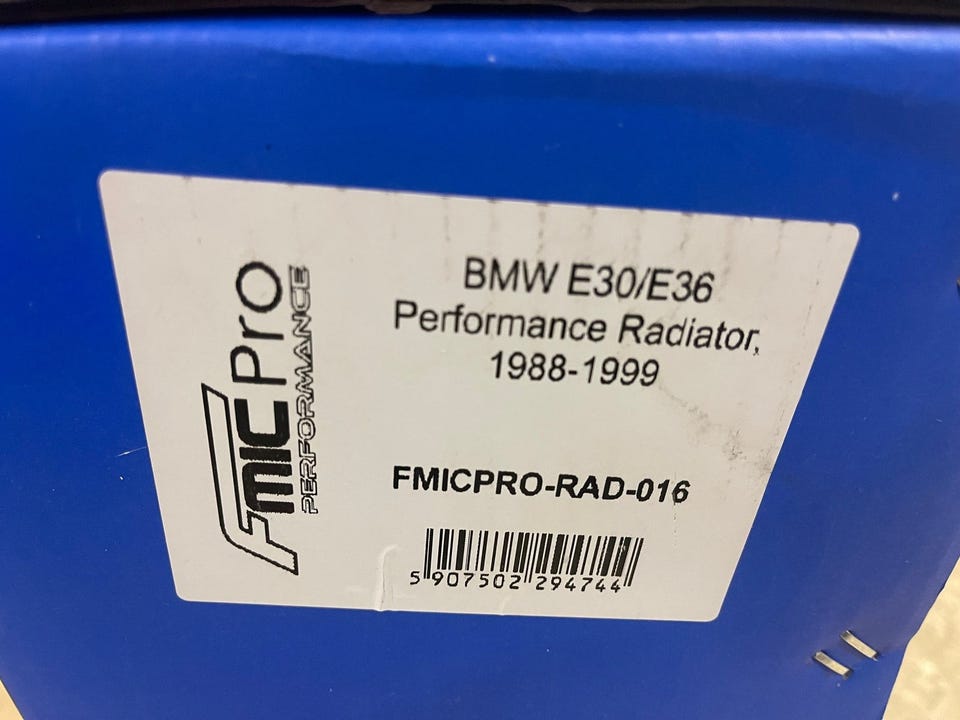 FMIC Pro
PERFORMANCE
BMW E30/E36
Performance Radiator,
1988-1999
FMICPRO-RAD-016
5 907502 294744